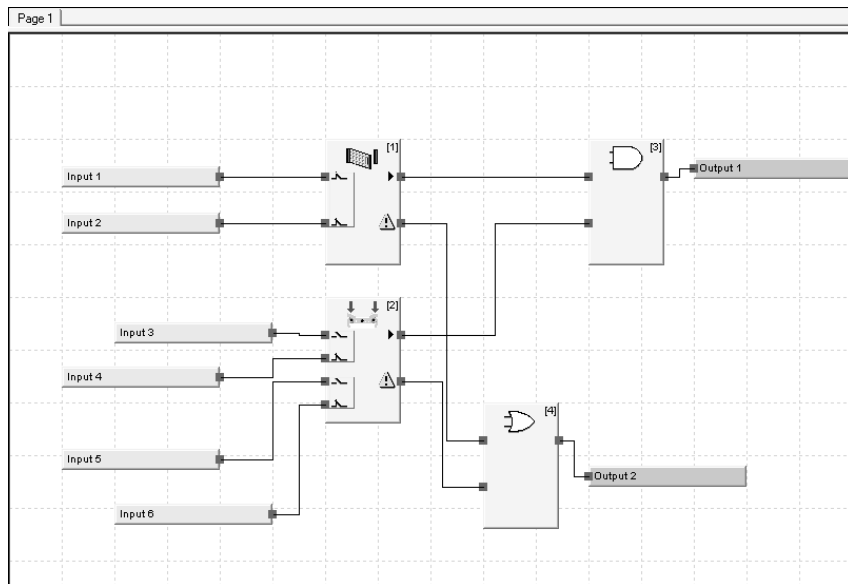 Page 1
[1]
[3]
Input 1
Output 1
Input 2
[2]
Input 3
Input 4
[4]
Input 5
Output 2
Input 6